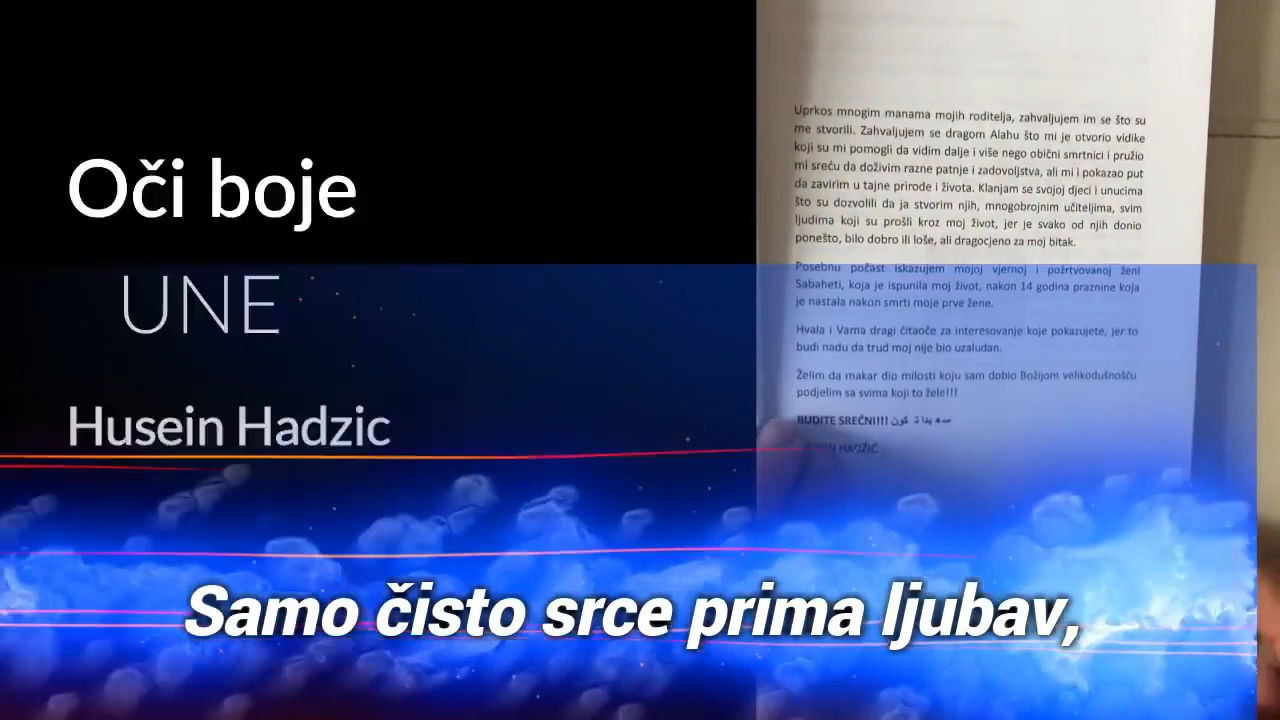 Oči boje
UNE
Husein Hadzic
Uprkos mnogim manama mojih roditelja, zahvaljujem im se što su
me stvorili. Zahvaljujem se dragom Alahu što mi je otvorio vidike
koji su mi pomogli da vidim dalje i više nego obični smrtnici i pružio
mi sreću da doživim razne patnje i zadovoljstva, ali mi i pokazao put
da zavirim u tajne prirode i života. Klanjam se svojoj djeci i unucima
što su dozvolili da ja stvorim njih, mnogobrojnim učiteljima, svim
ljudima koji su prošli kroz moj život, jer je svako od njih donio
ponešto, bilo dobro ili loše, ali dragocjeno za moj bitak.
Posebnu počast iskazujem mojoj vjernoj i požrtvovanoj ženi
Sabaheti, koja je ispunila moj život, nakon 14 godina praznine koja
je nastala nakon smrti moje prve žene.
Hvala i Vama dragi čitaoče za interesovanje koje pokazujete, jer to
budi nadu da trud moj nije bio uzaludan.
Želim da makar dio milosti koju sam dobio Božijom velikodušnošću
podjelim sa svima koji to žele!!!
BUDITE SREĆNI!!!
HADŽIĆ
Samo čisto srce prima ljubav,